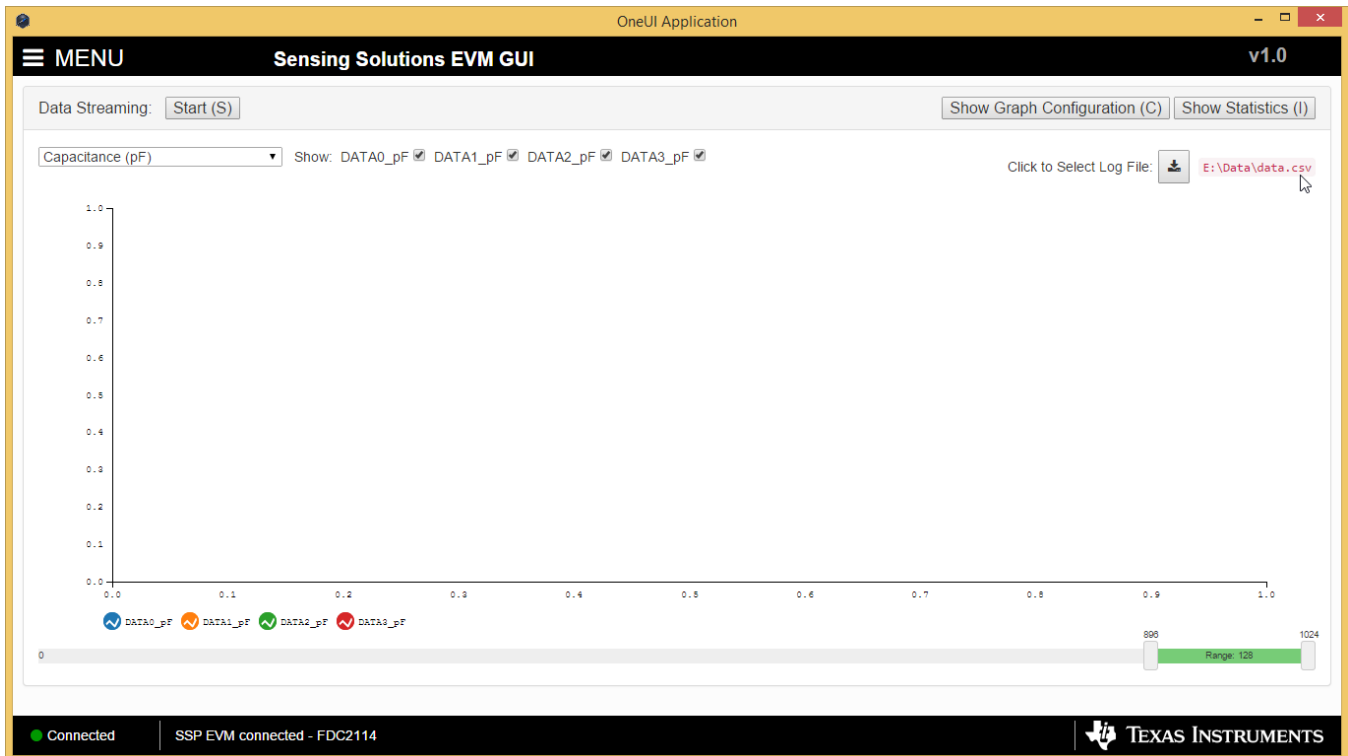 OneUI Application
MENU
Sensing Solutions EVM GUI
v1.0
Data Streaming: Start (S)
Show Graph Configuration (C) Show Statistics (I)
Capacitance (pF) Show: DATA0_pF DATA1_pF DATA2_pF DATA3_pF
Click to Select Log File: E:\Data\data.csv
1.0
0.9
0.8
0.7
0.6
0.5
0.4
0.3
0.2
0.1
0.0
0.0 0.1 0.2 0.3 0.4 0.5 0.6 0.7 0.8 0.9 1.0
DATA0_pF DATA1_pF DATA2_pF DATA3_pF
896 1024
0 Range: 128
Connected SSP EVM connected - FDC2114 TEXAS INSTRUMENTS